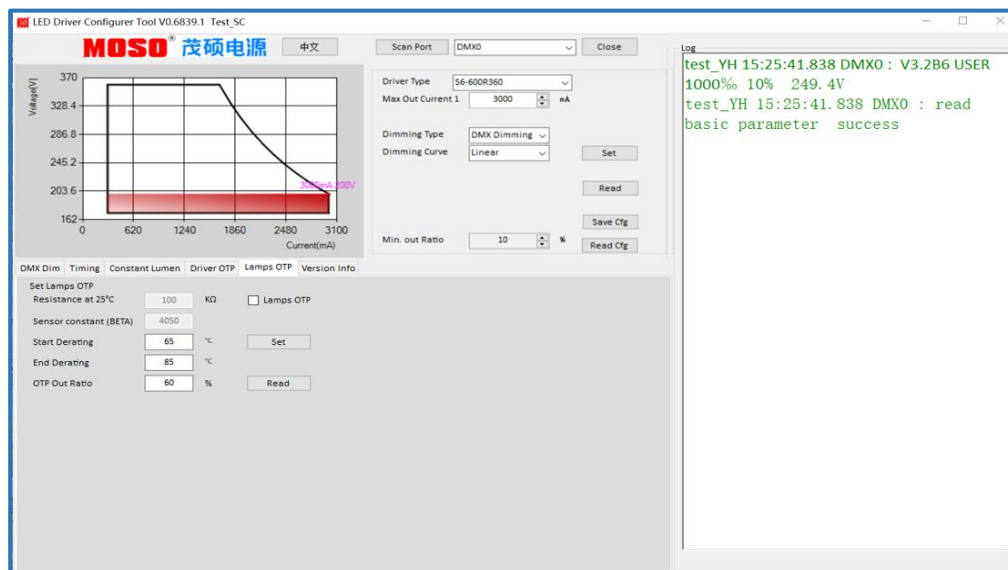 LED Driver Configurer Tool V0.6839.1 Test_SC
MOSO® 茂硕电源
中文
Scan Port
DMX0
Close
Voltage(V)
370
328.4
286.8
245.2
203.6
162
0 620 1240 1860 2480 3100
Current(mA)
3000mA 200V
Driver Type S6-600R360
Max Out Current 1 3000 mA
Dimming Type DMX Dimming
Dimming Curve Linear
Set
Read
Save Cfg
Min. out Ratio 10 %
Read Cfg
DMX Dim Timing Constant Lumen Driver OTP Lamps OTP Version Info
Set Lamps OTP
Resistance at 25°C 100 KΩ Lamps OTP
Sensor constant (BETA) 4050
Start Derating 65 ℃ Set
End Derating 85 ℃
OTP Out Ratio 60 % Read
Log
test_YH 15:25:41.838 DMX0 : V3.2B6 USER
1000‰ 10% 249.4V
test_YH 15:25:41.838 DMX0 : read
basic parameter success